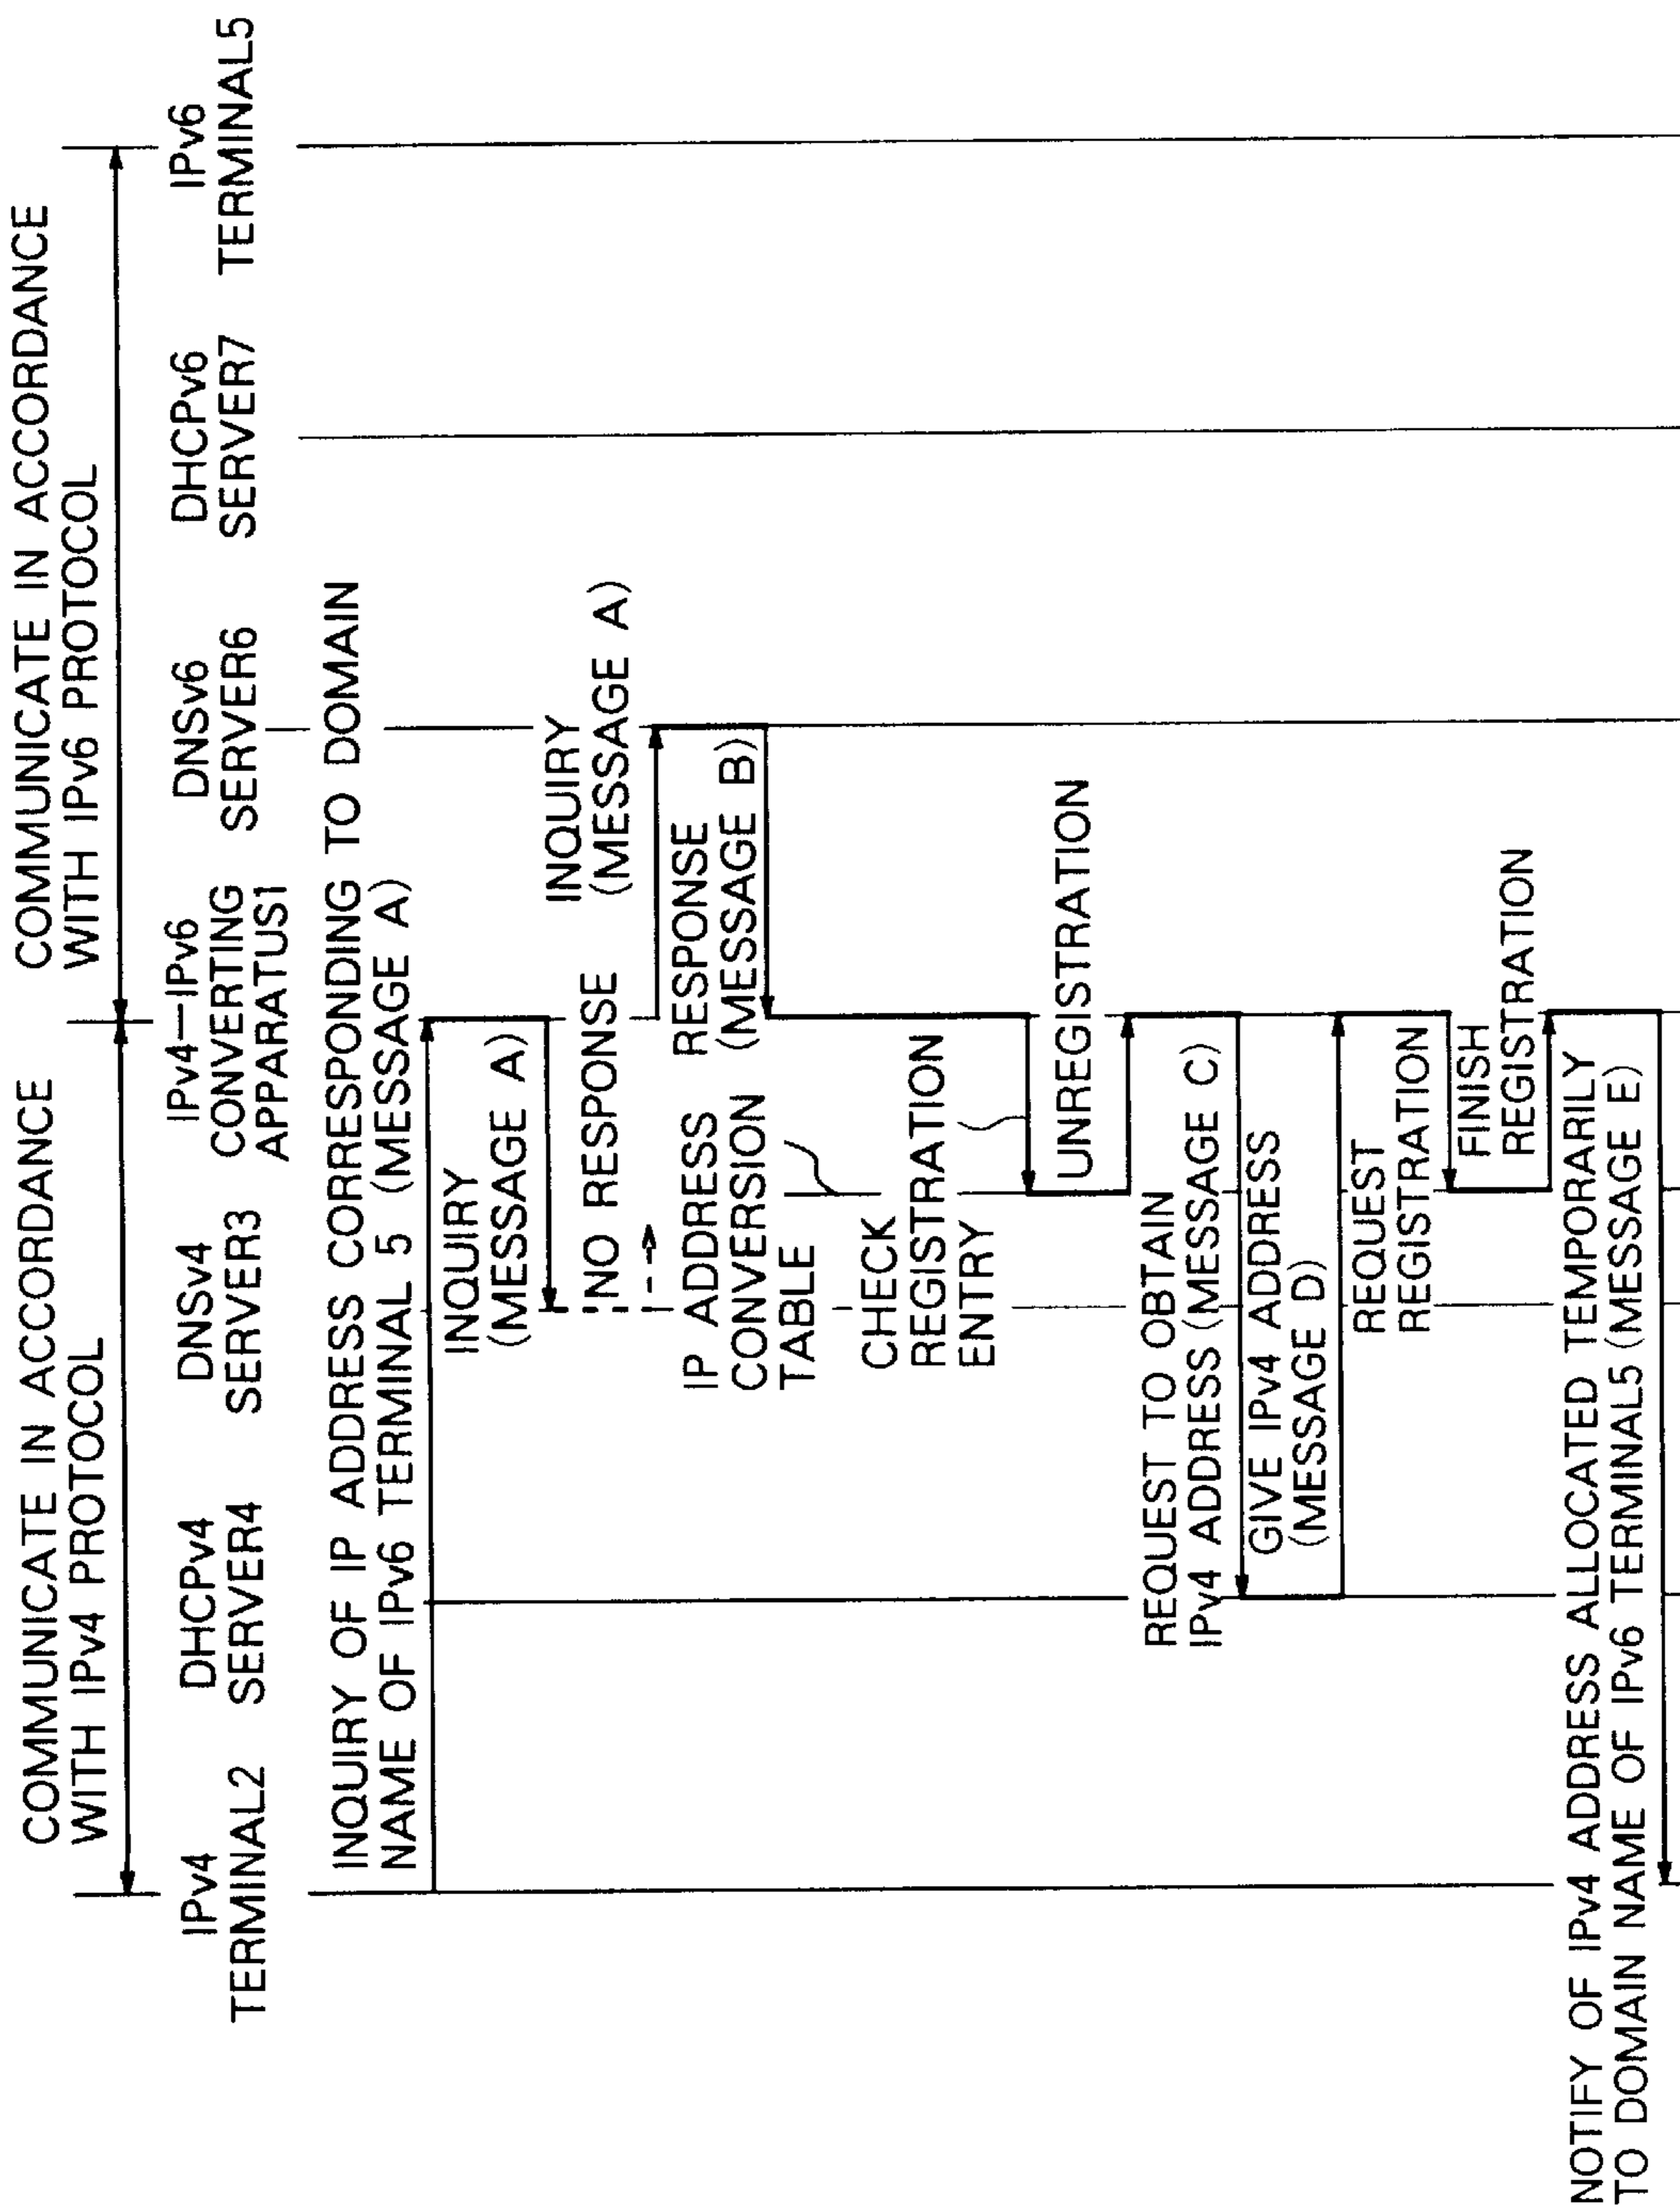 COMMUNICATE IN ACCORDANCE
WITH IPv4 PROTOCOL
COMMUNICATE IN ACCORDANCE
WITH IPv6 PROTOCOL
IPv4
TERMINAL2
DHCPv4
SERVER4
DNSv4
SERVER3
IPv4—IPv6
CONVERTING
APPARATUS1
DNSv6
SERVER6
DHCPv6
SERVER7
IPv6
TERMINAL5
INQUIRY OF IP ADDRESS CORRESPONDING TO DOMAIN
NAME OF IPv6 TERMINAL 5 (MESSAGE A)
INQUIRY
(MESSAGE A)
NO RESPONSE
INQUIRY
(MESSAGE A)
RESPONSE
(MESSAGE B)
IP ADDRESS
CONVERSION
TABLE
CHECK
REGISTRATION
ENTRY
UNREGISTRATION
REQUEST TO OBTAIN
IPv4 ADDRESS (MESSAGE C)
GIVE IPv4 ADDRESS
(MESSAGE D)
REQUEST
REGISTRATION
FINISH
REGISTRATION
NOTIFY OF IPv4 ADDRESS ALLOCATED TEMPORARILY
TO DOMAIN NAME OF IPv6 TERMINAL5 (MESSAGE E)